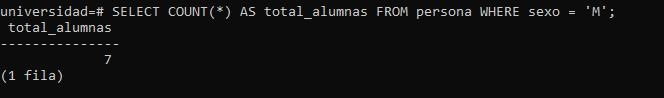 universidad=# SELECT COUNT(*) AS total_alumnas FROM persona WHERE sexo = 'M';
 total_alumnas
---------------
             7
(1 fila)